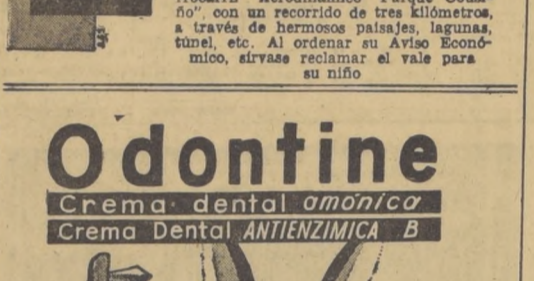 ño", con un recorrido de tres kilómetros,
a través de hermosos paisajes, lagunas,
túnel, etc. Al ordenar su Aviso Econó-
mico, sírvase reclamar el vale para
su niño
Odontine
Crema dental amónica
Crema Dental ANTIENZIMICA B